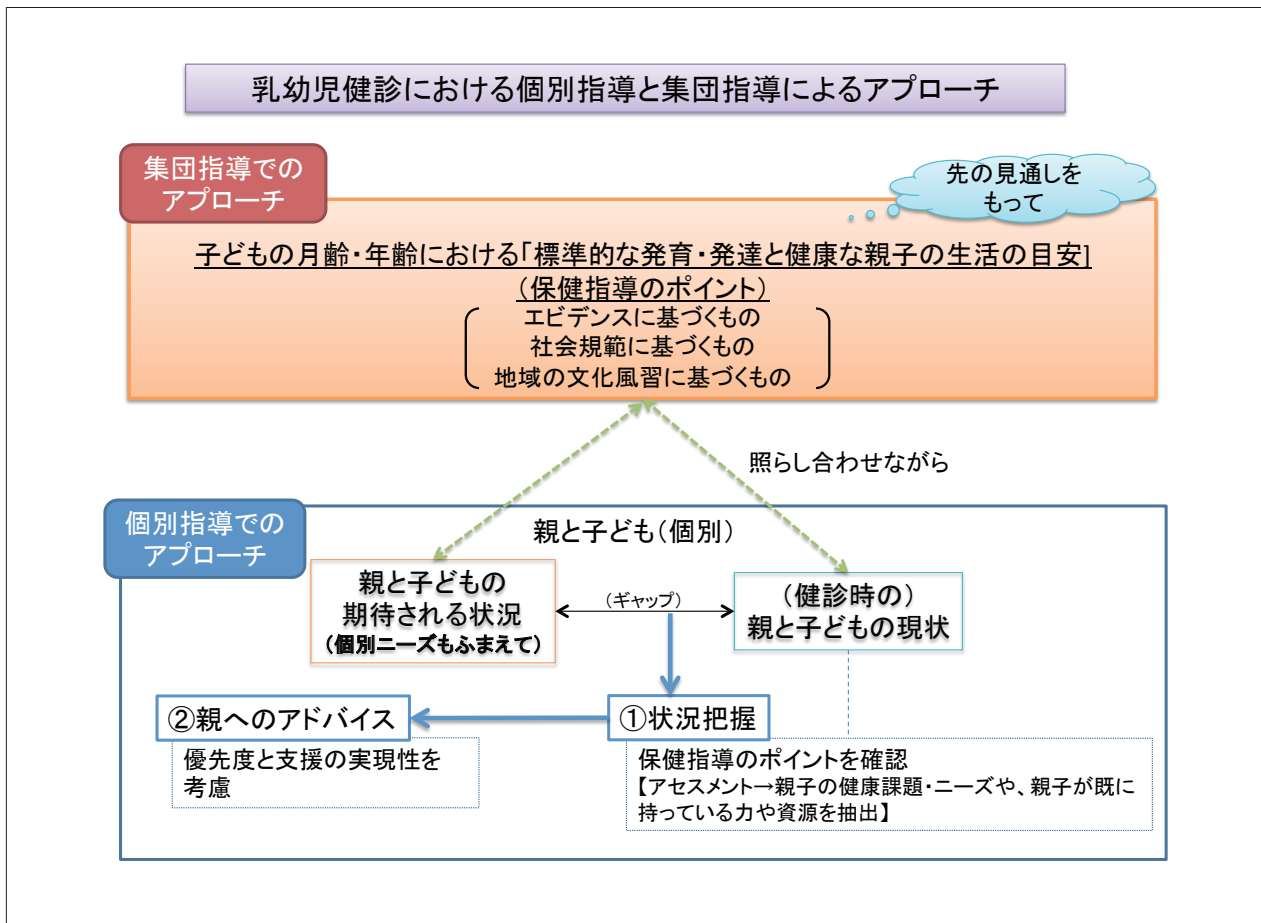 乳幼児健診における個別指導と集団指導によるアプローチ
集団指導での
アプローチ
先の見通しを
もって
子どもの月齢・年齢における「標準的な発育・発達と健康な親子の生活の目安]
(保健指導のポイント)
エビデンスに基づくもの
社会規範に基づくもの
地域の文化風習に基づくもの
照らし合わせながら
個別指導での
アプローチ
親と子ども(個別)
親と子どもの
期待される状況
(個別ニーズもふまえて)
(ギャップ)
(健診時の)
親と子どもの現状
②親へのアドバイス
①状況把握
優先度と支援の実現性を
考慮
保健指導のポイントを確認
【アセスメント→親子の健康課題・ニーズや、親子が既に
持っている力や資源を抽出】